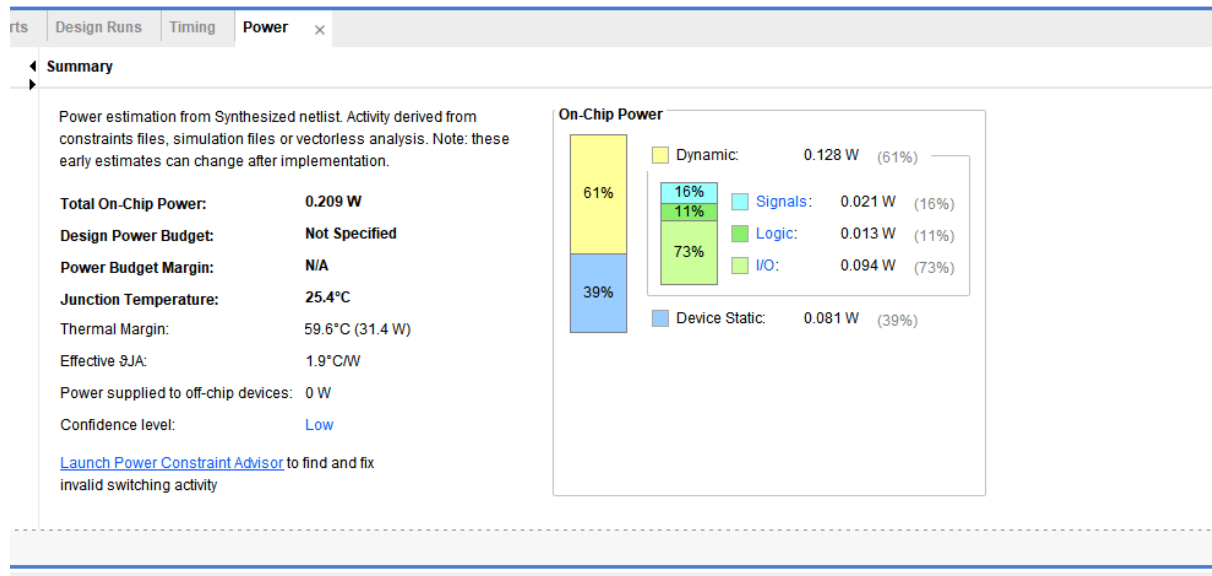 rts Design Runs Timing Power ×
Summary
Power estimation from Synthesized netlist. Activity derived from
constraints files, simulation files or vectorless analysis. Note: these
early estimates can change after implementation.
Total On-Chip Power: 0.209 W
Design Power Budget: Not Specified
Power Budget Margin: N/A
Junction Temperature: 25.4°C
Thermal Margin: 59.6°C (31.4 W)
Effective ϑJA: 1.9°C/W
Power supplied to off-chip devices: 0 W
Confidence level: Low
Launch Power Constraint Advisor to find and fix
invalid switching activity
On-Chip Power
61%
39%
Dynamic: 0.128 W (61%)
16%
11%
73%
Signals: 0.021 W (16%)
Logic: 0.013 W (11%)
I/O: 0.094 W (73%)
Device Static: 0.081 W (39%)